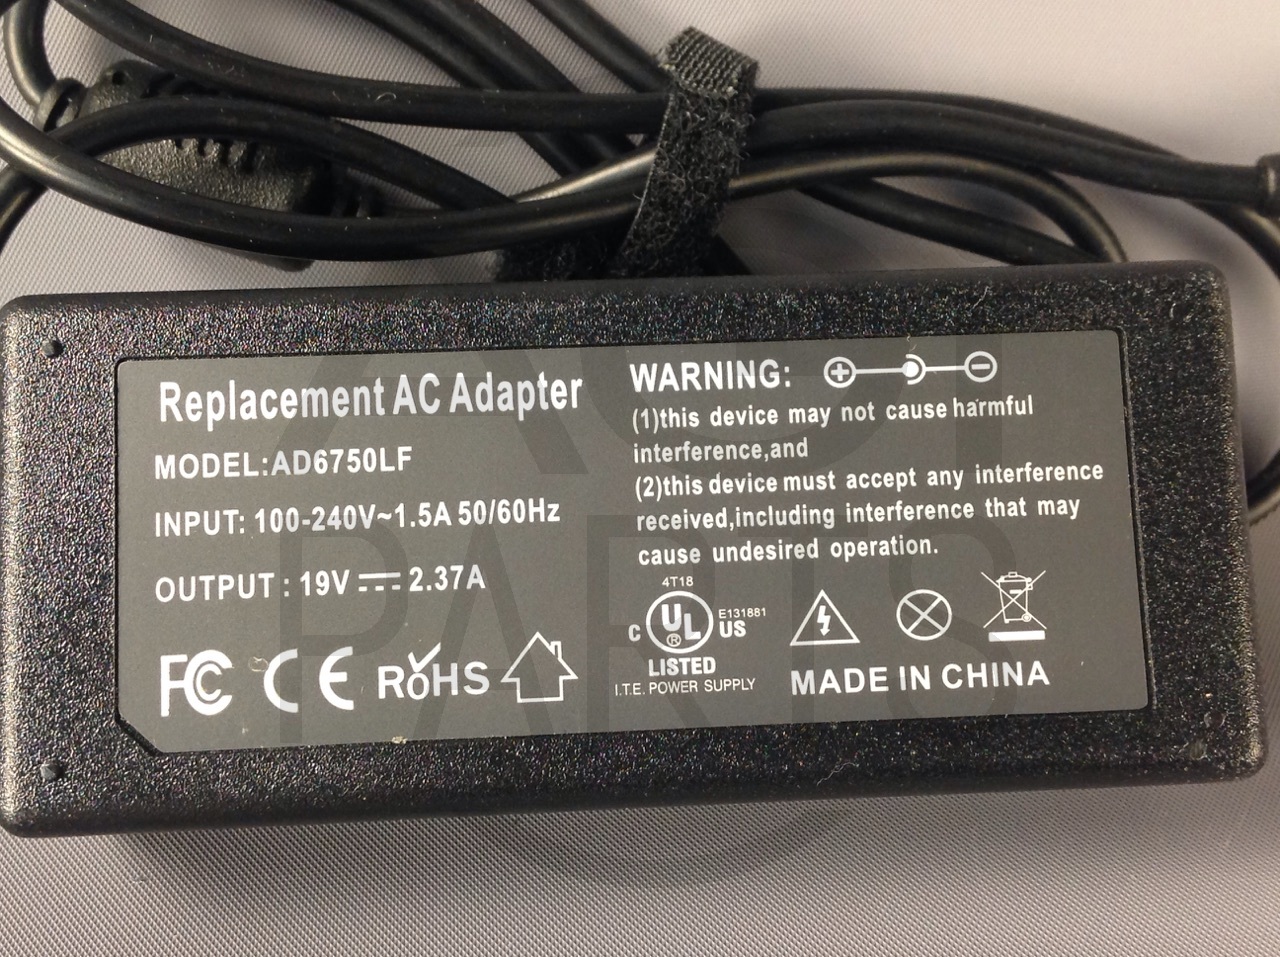 Replacement AC Adapter
MODEL:AD6750LF
INPUT: 100-240V~1.5A 50/60Hz
OUTPUT : 19V 2.37A
FC CE RoHS
WARNING:
(1)this device may not cause harmful
interference,and
(2)this device must accept any interference
received,including interference that may
cause undesired operation.
4T18
C UL ® US
E131881
LISTED
I.T.E. POWER SUPPLY
MADE IN CHINA
PARTS